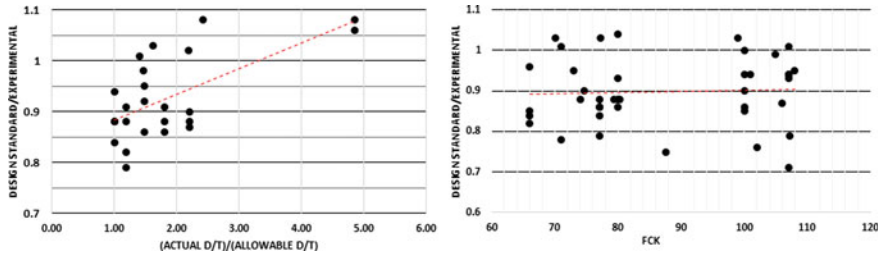 DESIGN STANDARD/EXPERIMENTAL
1.1
1
0.9
0.8
0.7
0.00 1.00 2.00 3.00 4.00 5.00 6.00
(ACTUAL D/T)/(ALLOWABLE D/T)
DESIGN STANDARD/EXPERIMENTAL
1.1
1
0.9
0.8
0.7
0.6
60 70 80 90 100 110 120
FCK